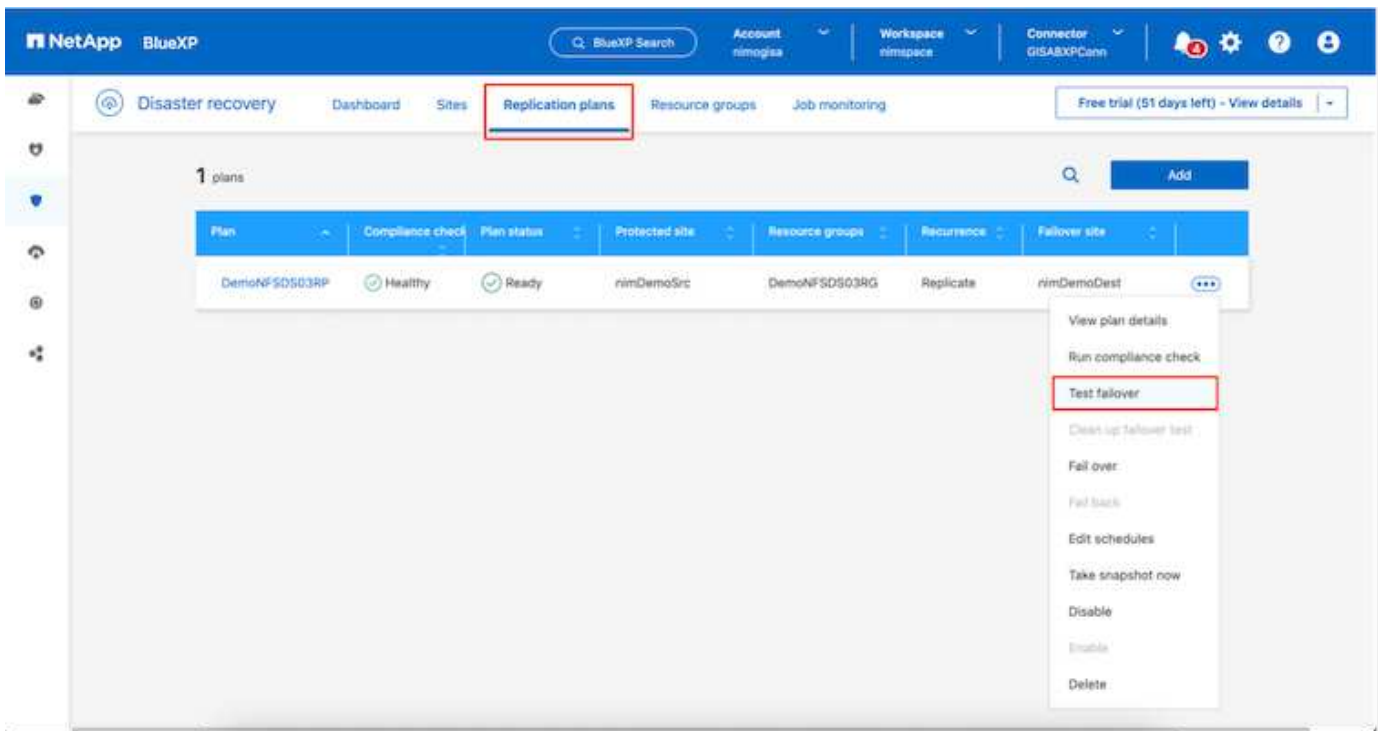 NetApp BlueXP BlueXP Search Account Workspace Connector
nimogisa nimspace GISABXPConn
4
Disaster recovery Dashboard Sites Replication plans Resource groups Job monitoring Free trial (51 days left) - View details
1 plans Add
Plan Compliance check Plan status Protected site Resource groups Recurrence Failover site
DemoNFSDS03RP Healthy Ready nimDemoSrc DemoNFSDS03RG Replicate nimDemoDest
View plan details
Run compliance check
Test failover
Clean up failover test
Fail over
Fail back
Edit schedules
Take snapshot now
Disable
Enable
Delete